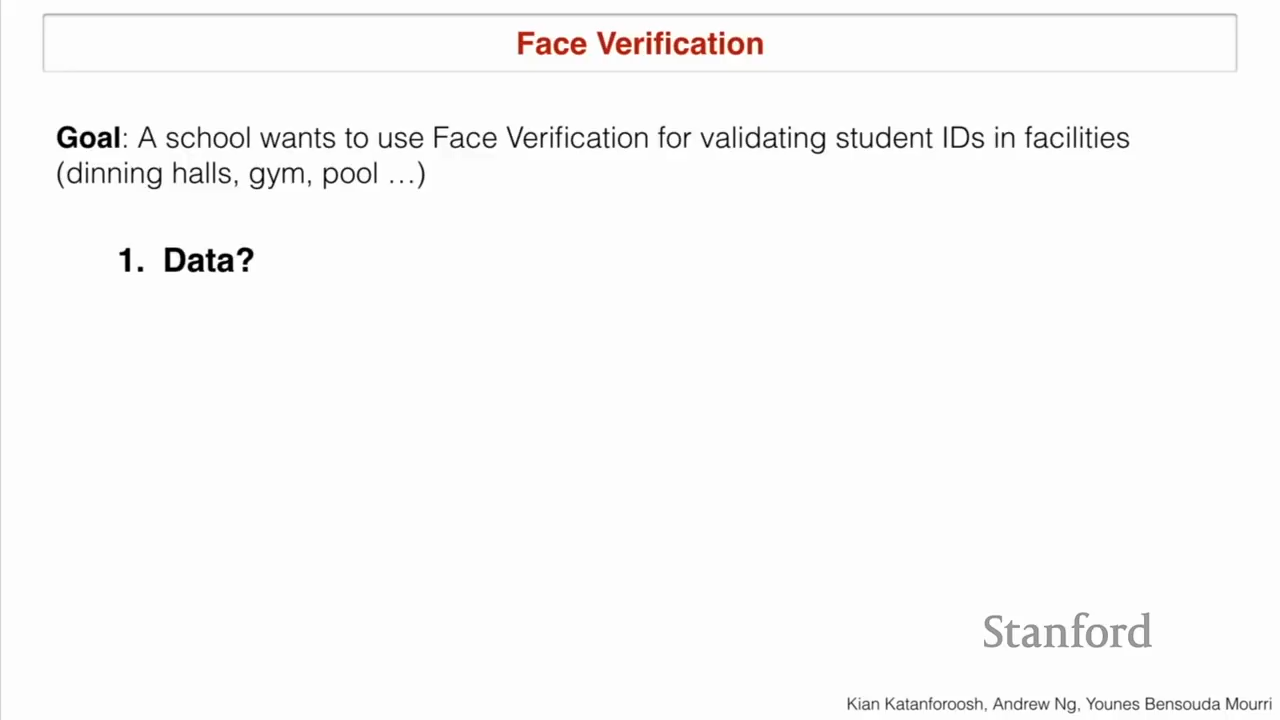 Face Verification
Goal: A school wants to use Face Verification for validating student IDs in facilities
(dinning halls, gym, pool …)
1. Data?
Stanford
Kian Katanforoosh, Andrew Ng, Younes Bensouda Mourri